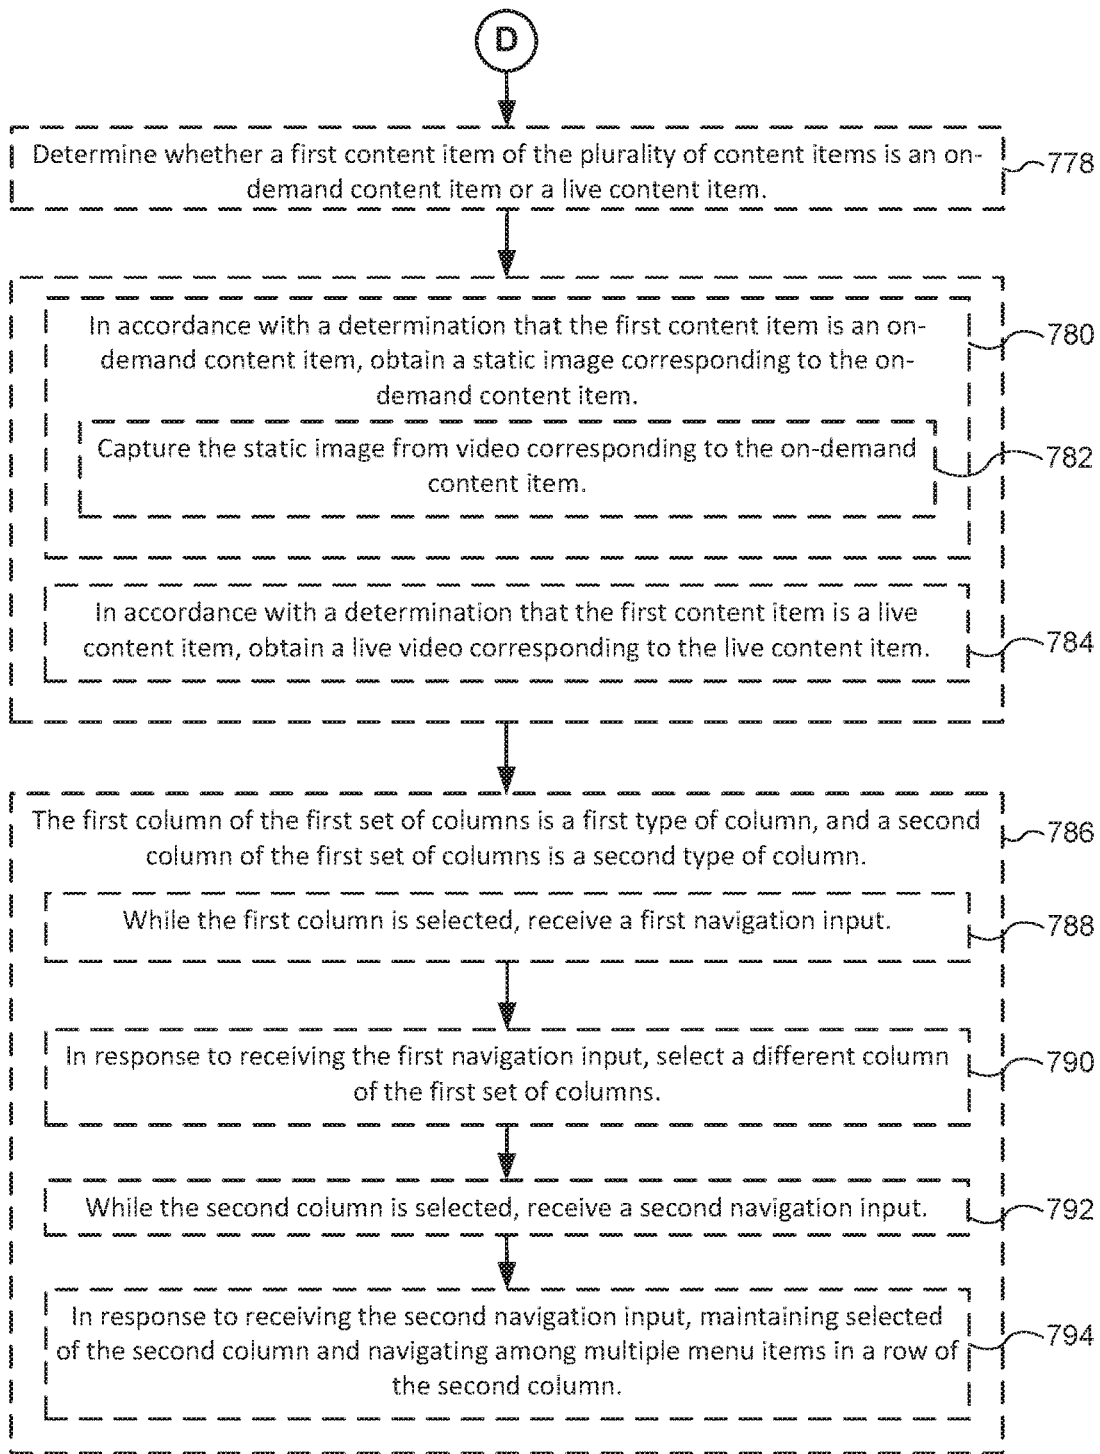 D
Determine whether a first content item of the plurality of content items is an on-
demand content item or a live content item.
778
In accordance with a determination that the first content item is an on-
demand content item, obtain a static image corresponding to the on-
demand content item.
780
Capture the static image from video corresponding to the on-demand
content item.
782
In accordance with a determination that the first content item is a live
content item, obtain a live video corresponding to the live content item.
784
The first column of the first set of columns is a first type of column, and a second
column of the first set of columns is a second type of column.
786
While the first column is selected, receive a first navigation input.
788
In response to receiving the first navigation input, select a different column
of the first set of columns.
790
While the second column is selected, receive a second navigation input.
792
In response to receiving the second navigation input, maintaining selected
of the second column and navigating among multiple menu items in a row of
the second column.
794